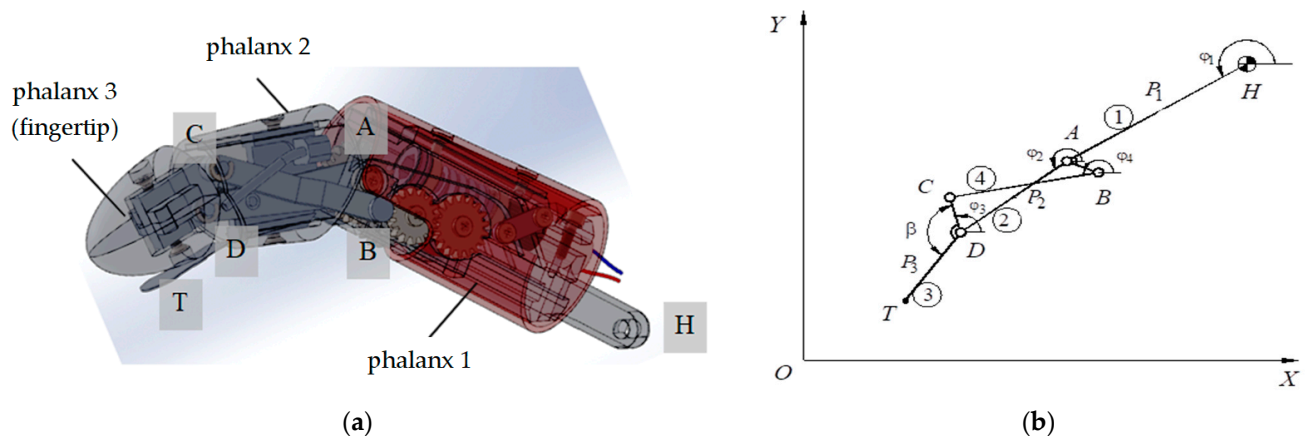 phalanx 2
phalanx 3
(fingertip)
C
A
D
B
T
H
phalanx 1
(a)
Y
φ1
P1
H
1
A
φ2
φ4
C
4
P2
B
φ3
2
β
D
P3
T
3
O
X
(b)